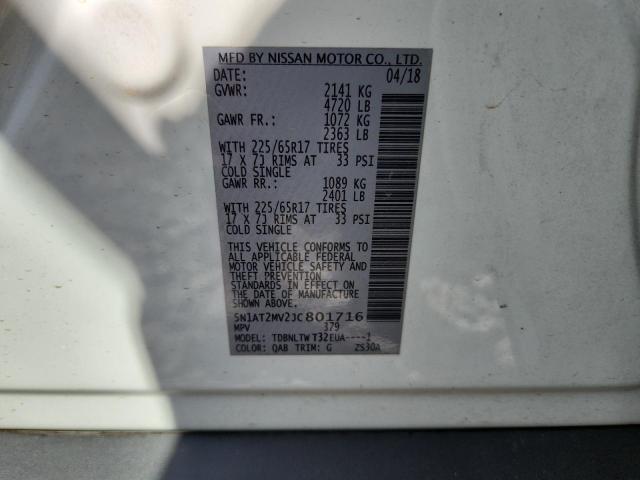 MFD BY NISSAN MOTOR CO., LTD.
DATE: 04/18
GVWR: 2141 KG
4720 LB
GAWR FR.: 1072 KG
2363 LB
WITH 225/65R17 TIRES
17 X 7J RIMS AT 33 PSI
COLD SINGLE
GAWR RR.: 1089 KG
2401 LB
WITH 225/65R17 TIRES
17 X 7J RIMS AT 33 PSI
COLD SINGLE
THIS VEHICLE CONFORMS TO
ALL APPLICABLE FEDERAL
MOTOR VEHICLE SAFETY AND
THEFT PREVENTION
STANDARDS IN EFFECT ON
THE DATE OF MANUFACTURE
SHOWN ABOVE.
5N1AT2MV2JC801716
MPV 379
MODEL: TDBNLTW T32EUA----1
COLOR: QAB TRIM: G ZS30A